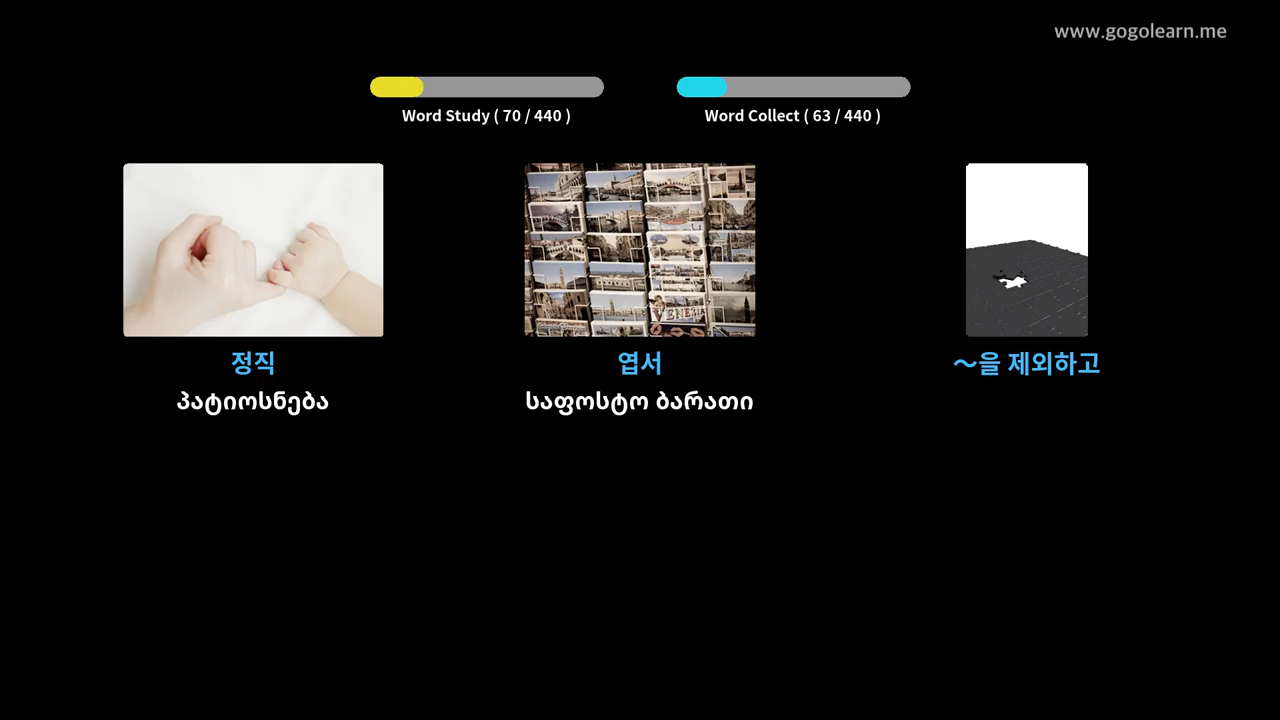 www.gogolearn.me
Word Study ( 70 / 440 )
Word Collect ( 63 / 440 )
VENEZ
정직
엽서
～을 제외하고
პატიოსნება
საფოსტო ბარათი